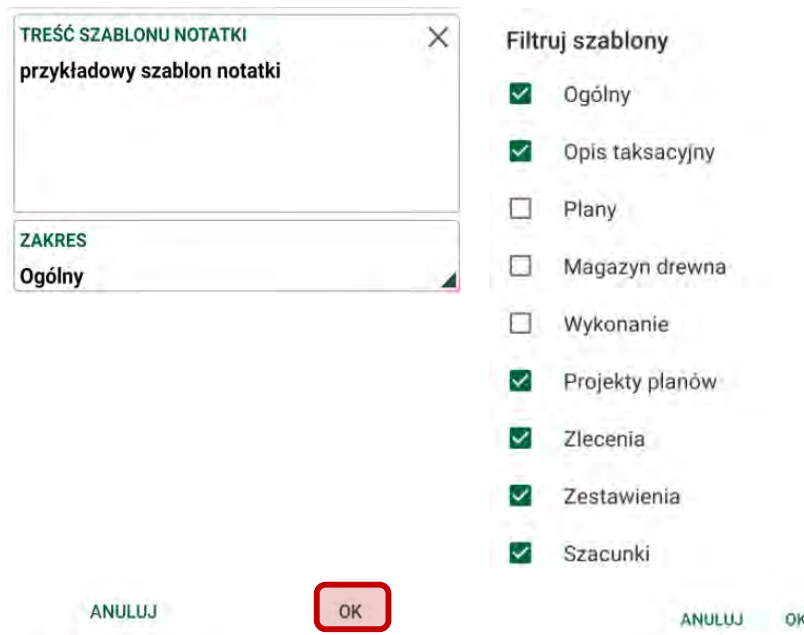 TREŚĆ SZABLONU NOTATKI
przykładowy szablon notatki
ZAKRES
Ogólny
ANULUJ
OK
Filtruj szablony
Ogólny
Opis taksacyjny
Plany
Magazyn drewna
Wykonanie
Projekty planów
Zlecenia
Zestawienia
Szacunki
ANULUJ
OK